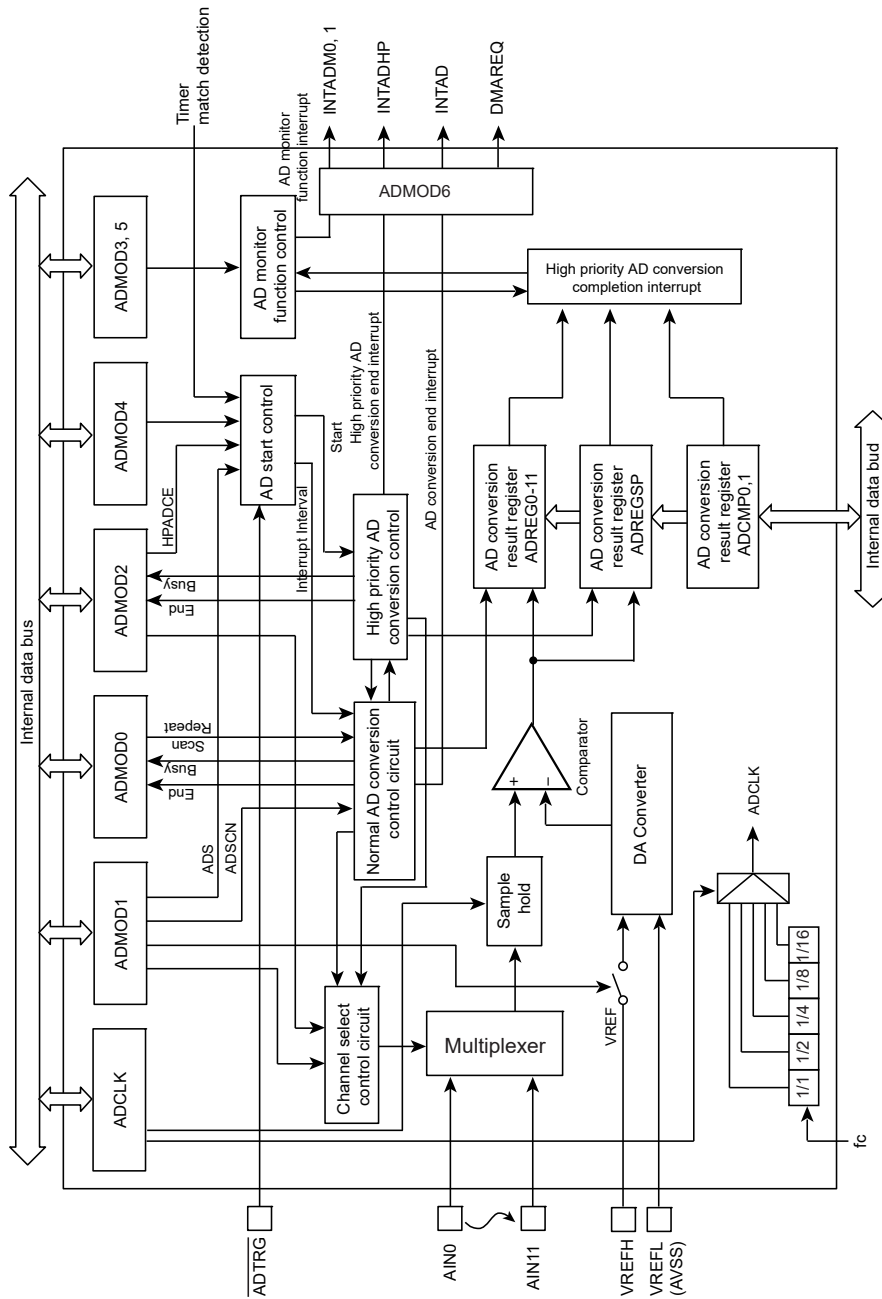 Internal data bus
ADCLK
ADMOD1
ADMOD0
ADMOD2
ADMOD4
ADMOD3, 5
Timer
match detection
ADS
ADSCN
End
Busy
Scan
Repeat
End
Busy
HPADCE
ADTRG
AD start control
AD monitor
function control
AD monitor
function interrupt
INTADM0, 1
INTADHP
INTAD
DMAREQ
ADMOD6
Interrupt Interval
Start
High priority AD
conversion end interrupt
AD conversion end interrupt
Channel select
control circuit
Normal AD conversion
control circuit
High priority AD
conversion control
High priority AD conversion
completion interrupt
AIN0
AIN11
Multiplexer
Sample
hold
+
−
Comparator
AD conversion
result register
ADREG0-11
AD conversion
result register
ADREGSP
AD conversion
result register
ADCMP0,1
Internal data bud
VREFH
VREFL
(AVSS)
VREF
DA Converter
fc
1/1
1/2
1/4
1/8
1/16
ADCLK